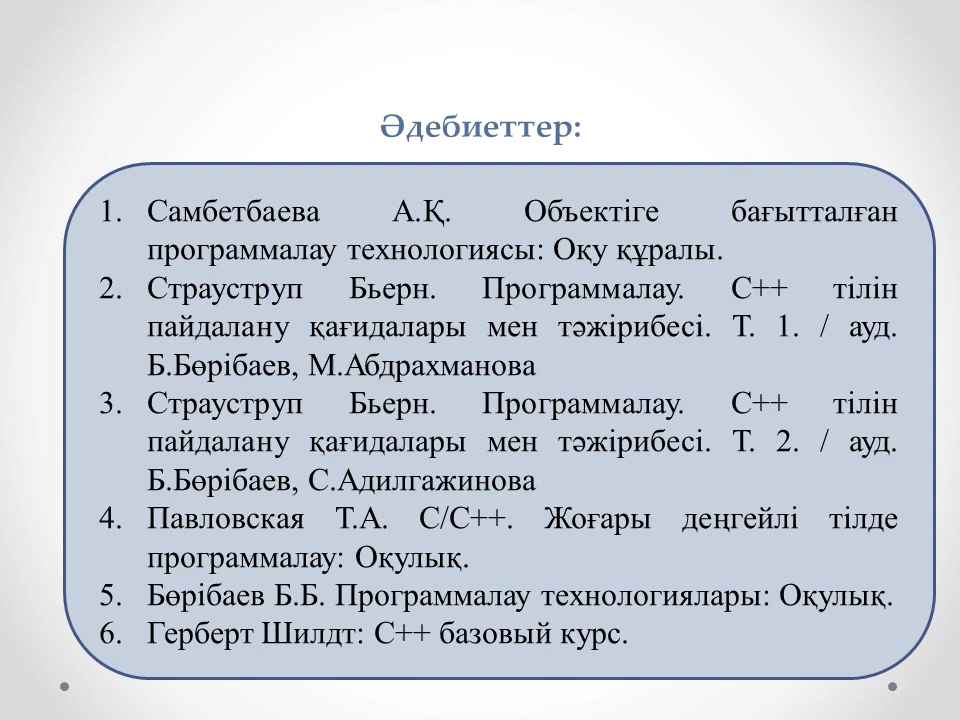 Әдебиеттер:
1. Самбетбаева А.Қ. Объектіге бағытталған
программалау технологиясы: Оқу құралы.
2. Страуструп Бьерн. Программалау. С++ тілін
пайдалану қағидалары мен тәжірибесі. Т. 1. / ауд.
Б.Бөрібаев, М.Абдрахманова
3. Страуструп Бьерн. Программалау. С++ тілін
пайдалану қағидалары мен тәжірибесі. Т. 2. / ауд.
Б.Бөрібаев, С.Адилгажинова
4. Павловская Т.А. С/С++. Жоғары деңгейлі тілде
программалау: Оқулық.
5. Бөрібаев Б.Б. Программалау технологиялары: Оқулық.
6. Герберт Шилдт: С++ базовый курс.